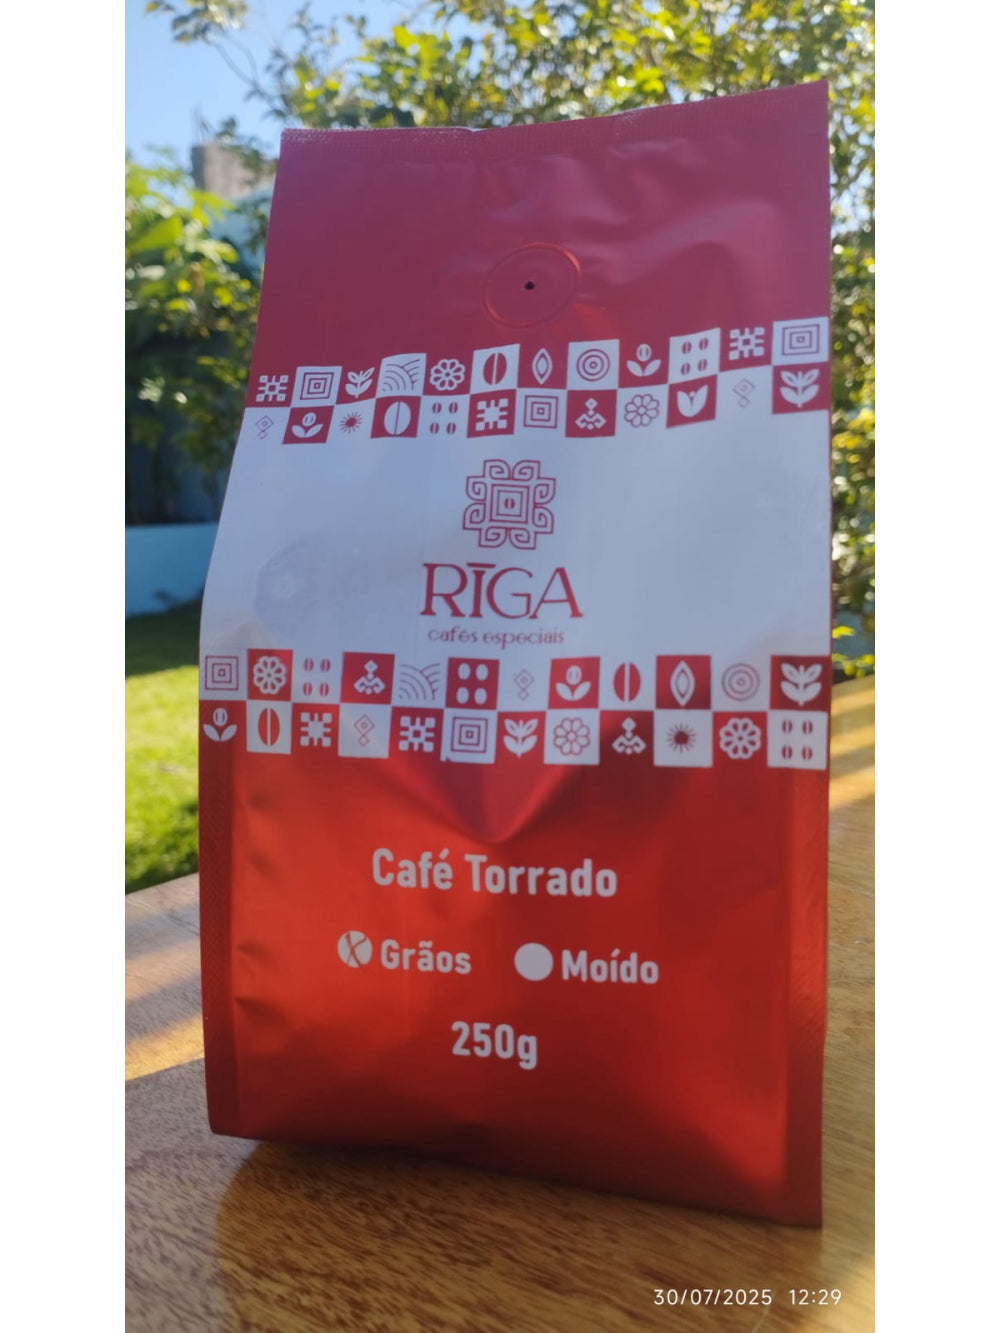 RĪGA
cafés especiais
Café Torrado
Grãos Moído
250g
30/07/2025 12:29